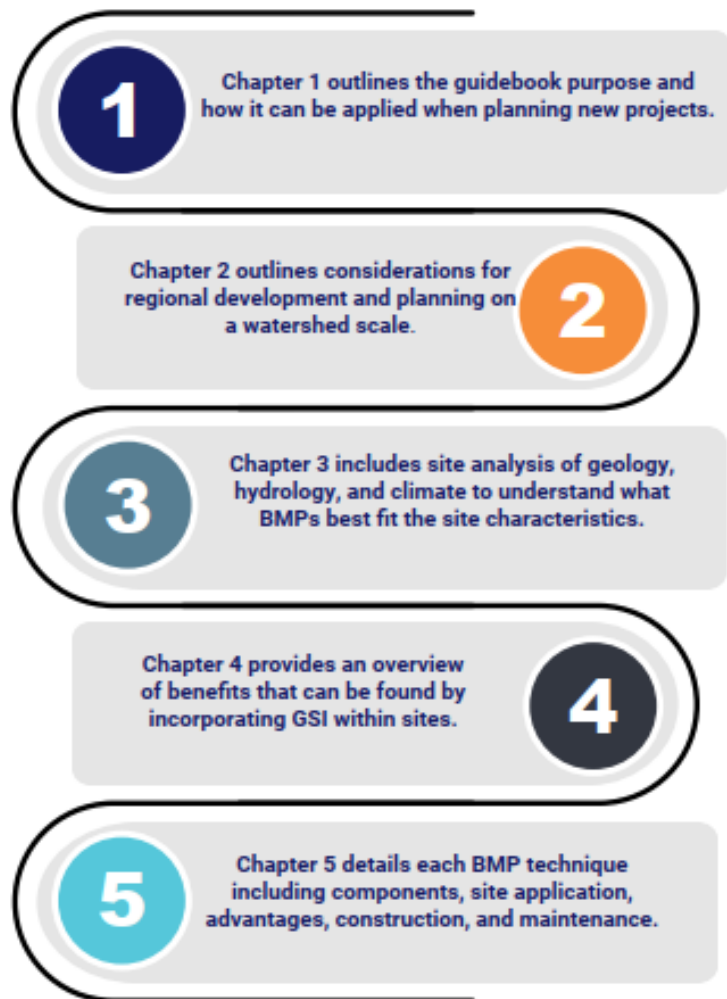 1
Chapter 1 outlines the guidebook purpose and
how it can be applied when planning new projects.
Chapter 2 outlines considerations for
regional development and planning on
a watershed scale.
2
3
Chapter 3 includes site analysis of geology,
hydrology, and climate to understand what
BMPs best fit the site characteristics.
Chapter 4 provides an overview
of benefits that can be found by
incorporating GSI within sites.
4
5
Chapter 5 details each BMP technique
including components, site application,
advantages, construction, and maintenance.